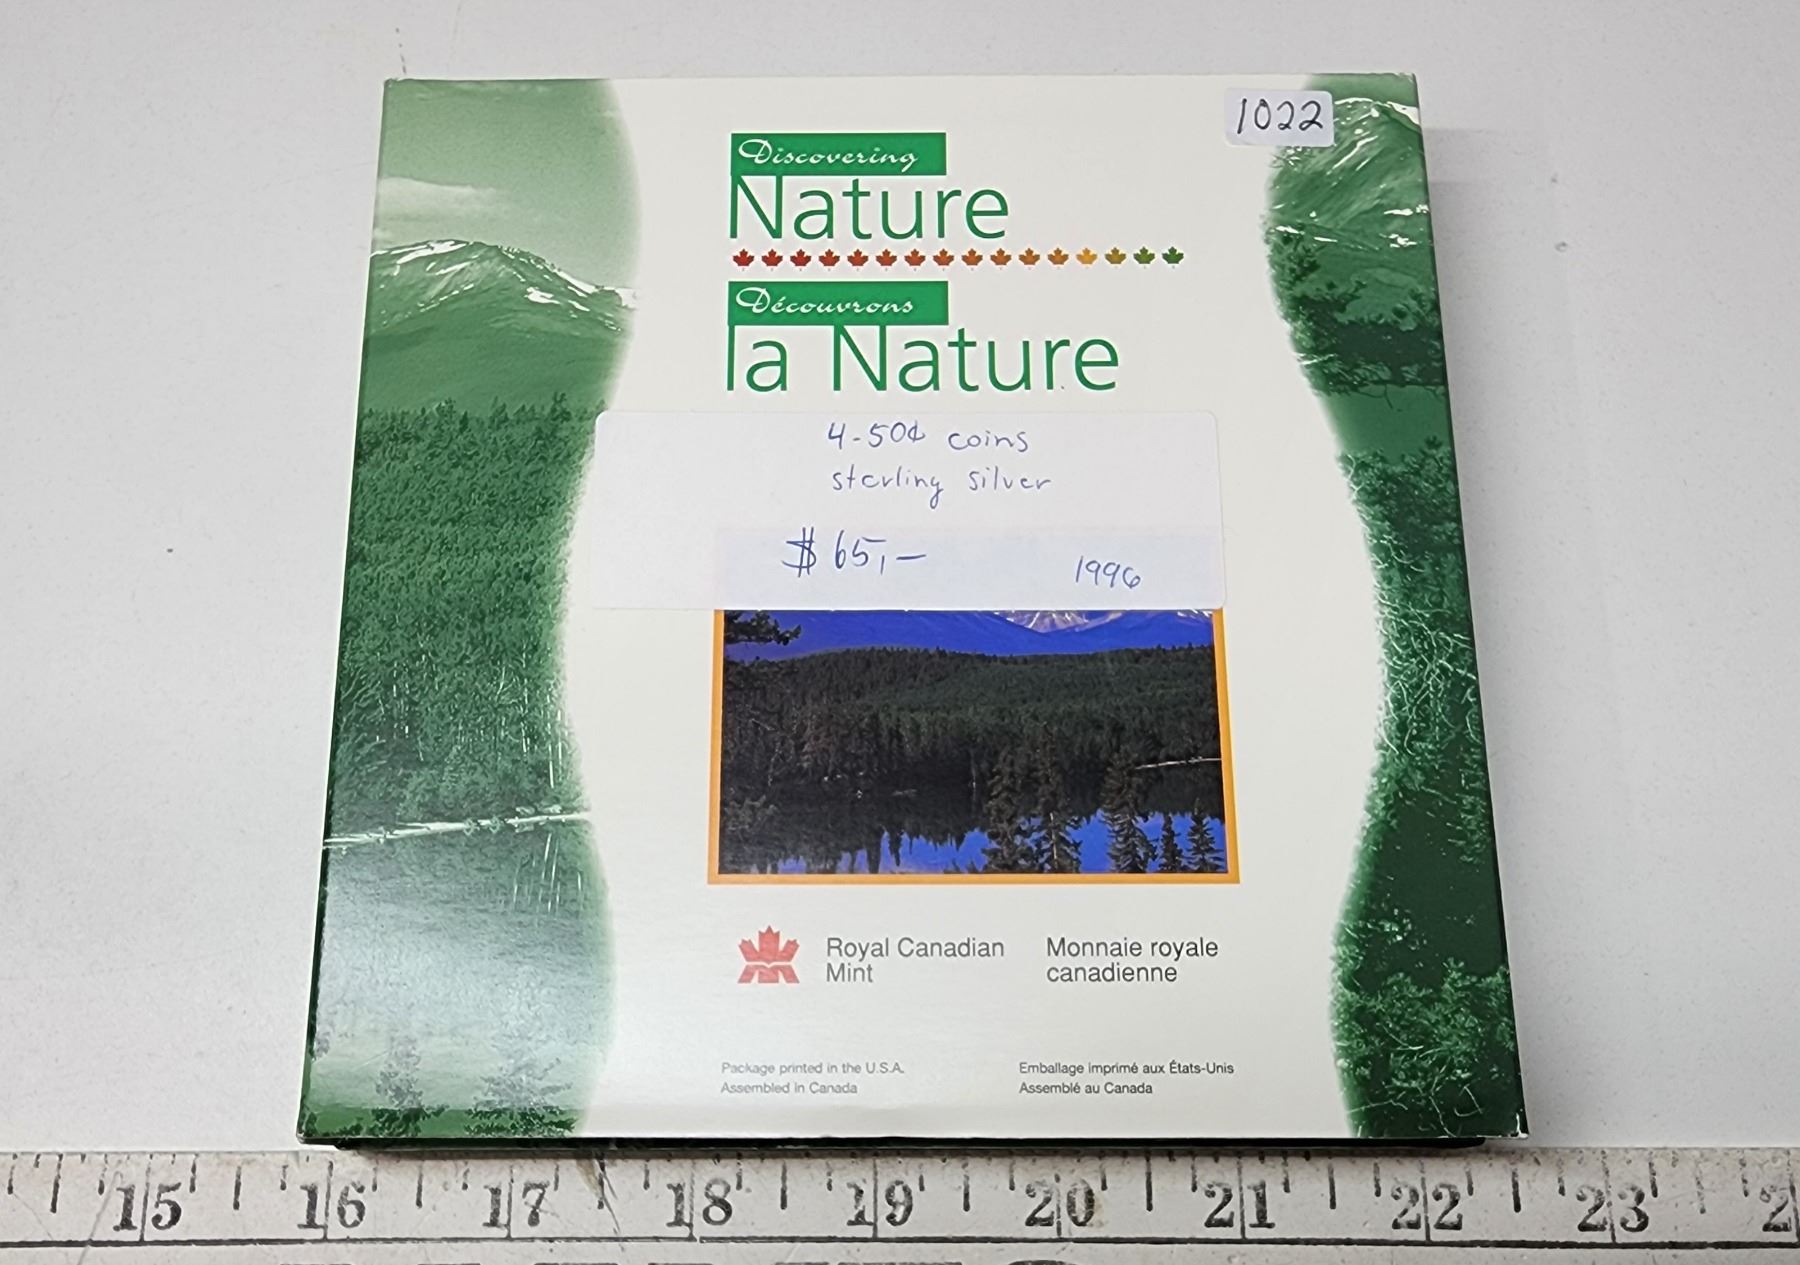 1022
Discovering
Nature
Découvrons
la Nature
4-50¢ coins
sterling silver
$65,–
1996
Royal Canadian
Mint
Monnaie royale
canadienne
Package printed in the U.S.A.
Assembled in Canada
Emballage imprimé aux États-Unis
Assemblé au Canada
15 16 17 18 19 20 21 22 23 2